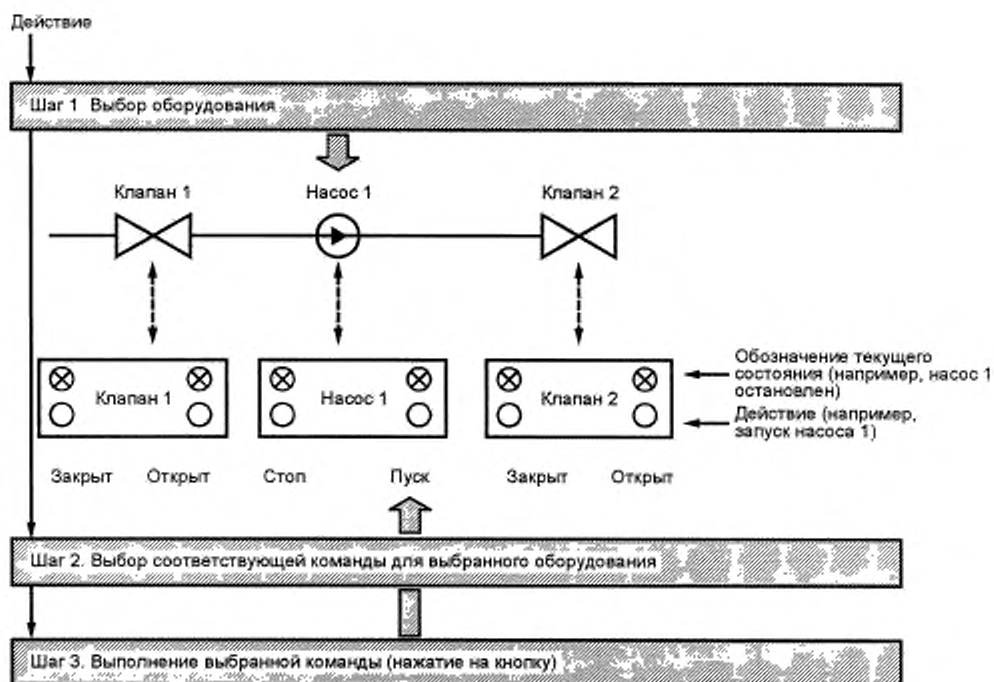 Действие
Шаг 1 Выбор оборудования
Клапан 1
Насос 1
Клапан 2
Клапан 1
Насос 1
Клапан 2
Обозначение текущего
состояния (например, насос 1
остановлен)
Действие (например,
запуск насоса 1)
Закрыт
Открыт
Стоп
Пуск
Закрыт
Открыт
Шаг 2. Выбор соответствующей команды для выбранного оборудования
Шаг 3. Выполнение выбранной команды (нажатие на кнопку)